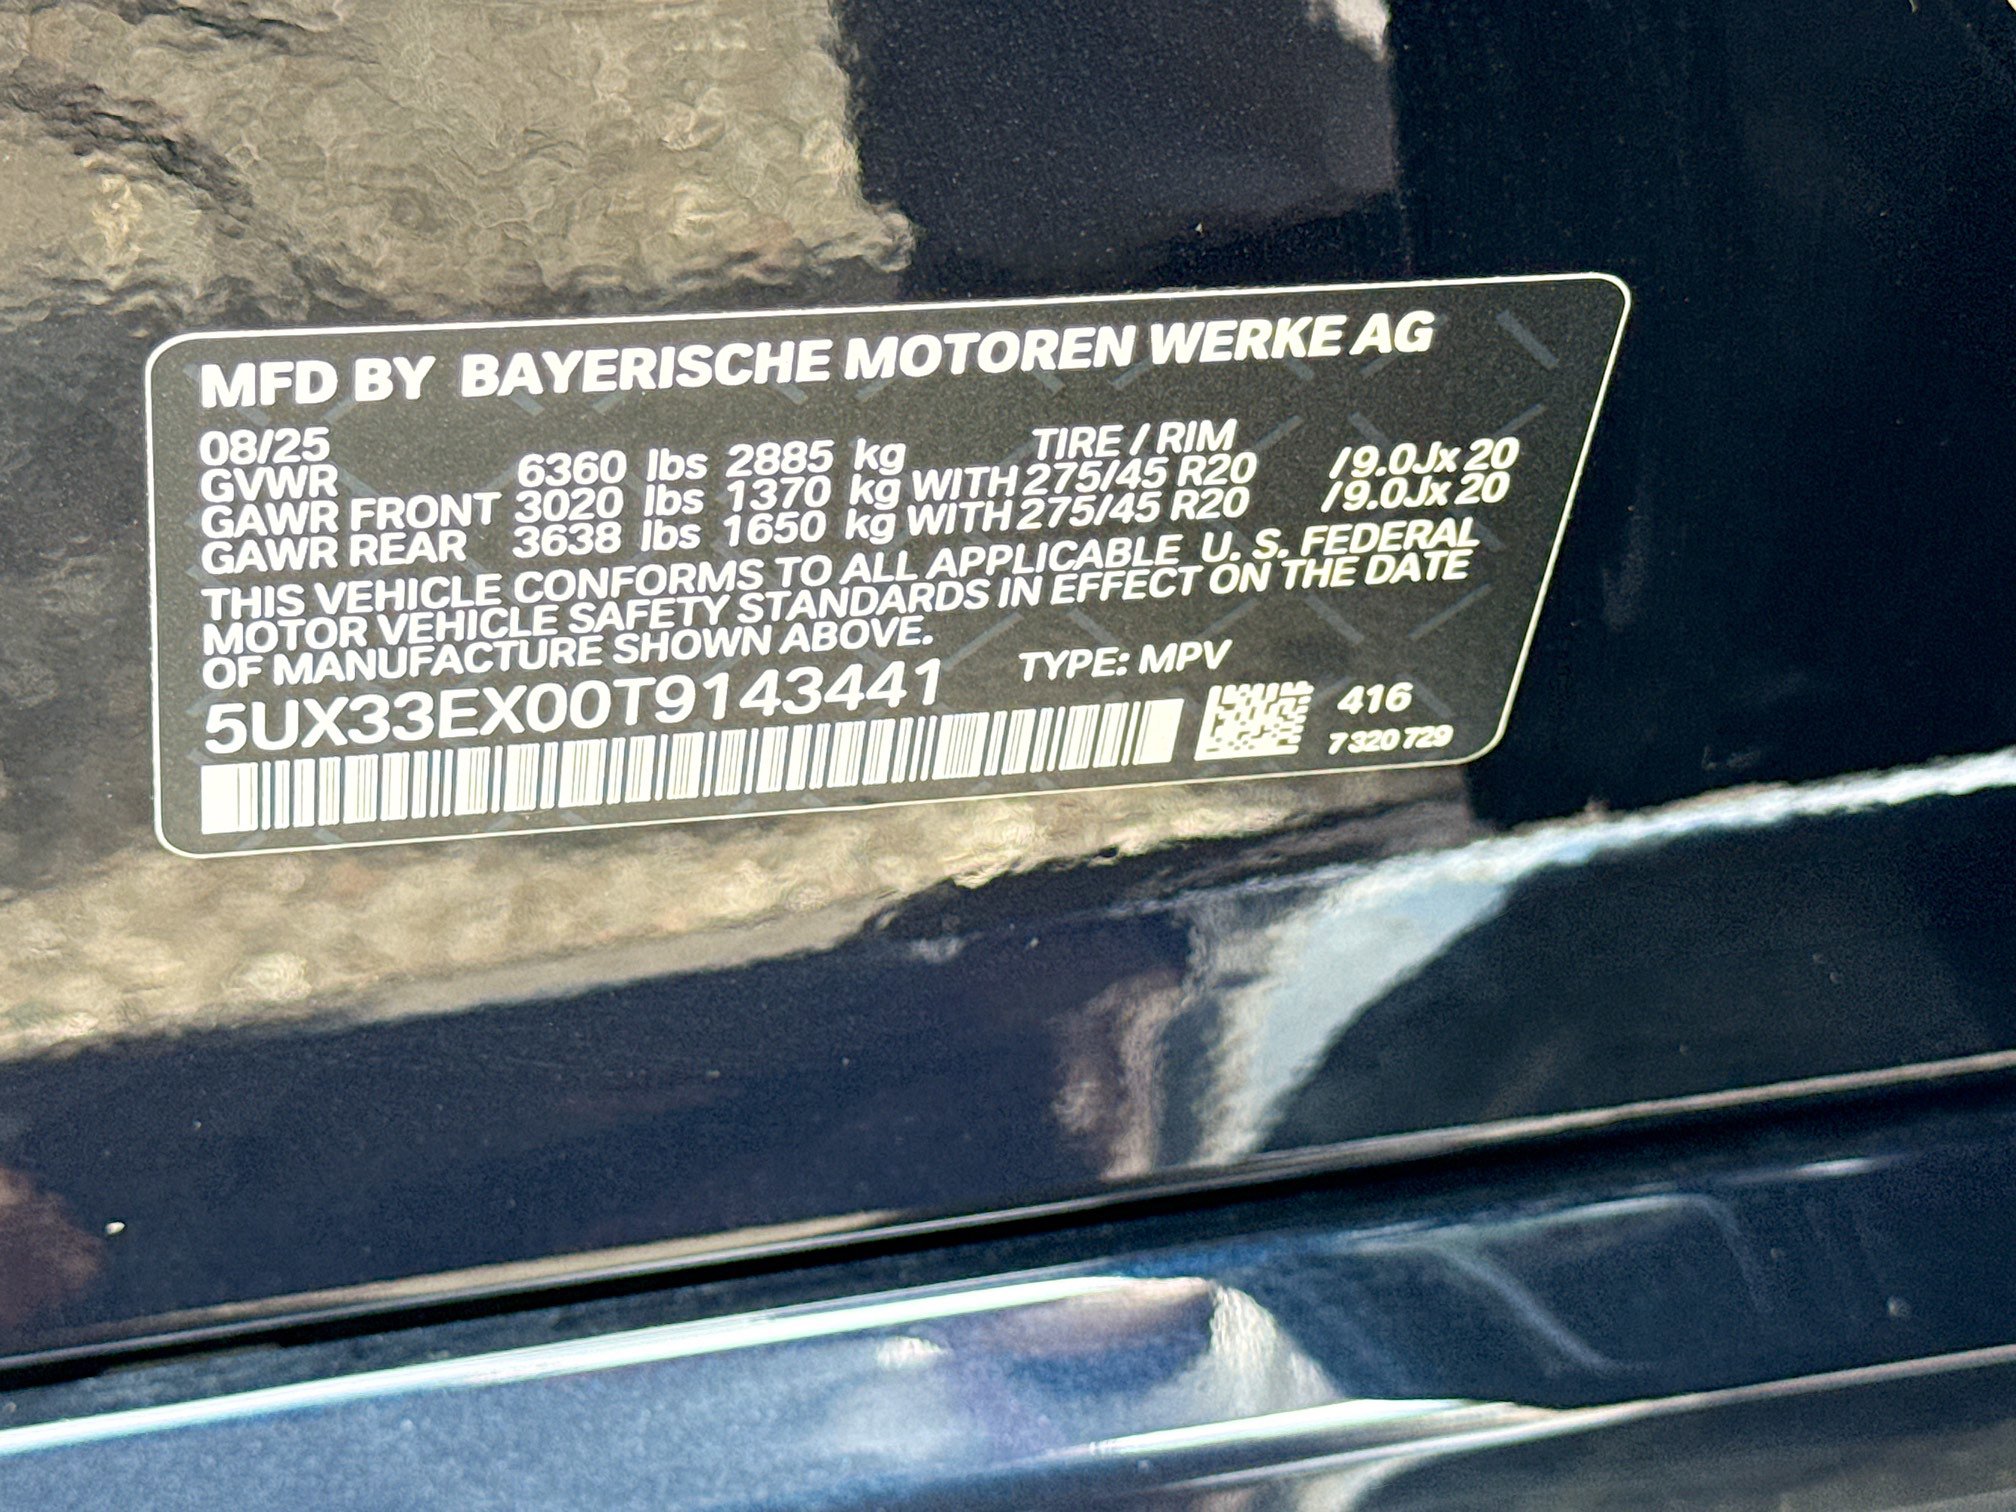 MFD BY BAYERISCHE MOTOREN WERKE AG
08/25 TIRE / RIM
GVWR 6360 lbs 2885 kg
GAWR FRONT 3020 lbs 1370 kg WITH 275/45 R20 /9.0Jx 20
GAWR REAR 3638 lbs 1650 kg WITH 275/45 R20 /9.0Jx 20
THIS VEHICLE CONFORMS TO ALL APPLICABLE U. S. FEDERAL
MOTOR VEHICLE SAFETY STANDARDS IN EFFECT ON THE DATE
OF MANUFACTURE SHOWN ABOVE.
5UX33EX00T9143441 TYPE: MPV
416
7 320 729